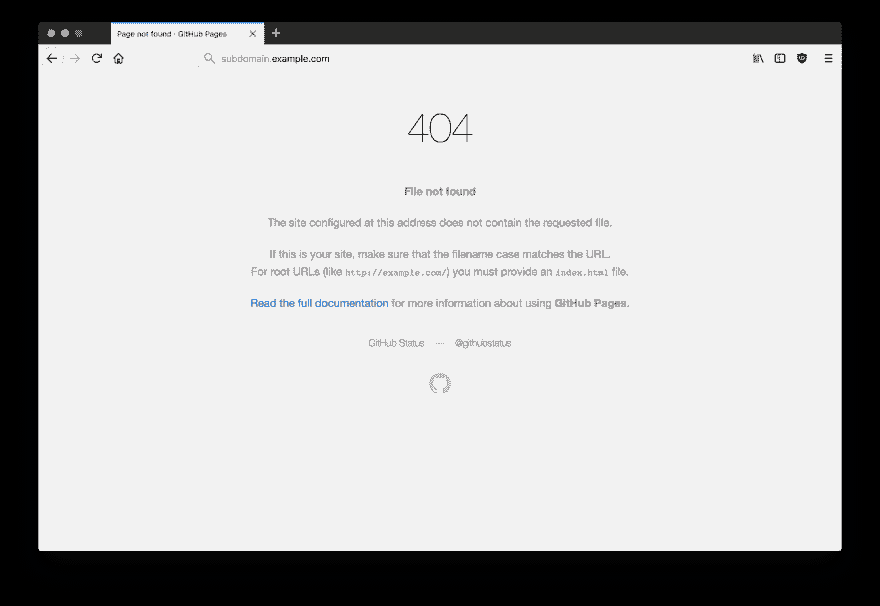 Page not found · GitHub Pages
subdomain.example.com
404
File not found
The site configured at this address does not contain the requested file.
If this is your site, make sure that the filename case matches the URL.
For root URLs (like http://example.com/) you must provide an index.html file.
Read the full documentation for more information about using GitHub Pages.
GitHub Status — @githubstatus